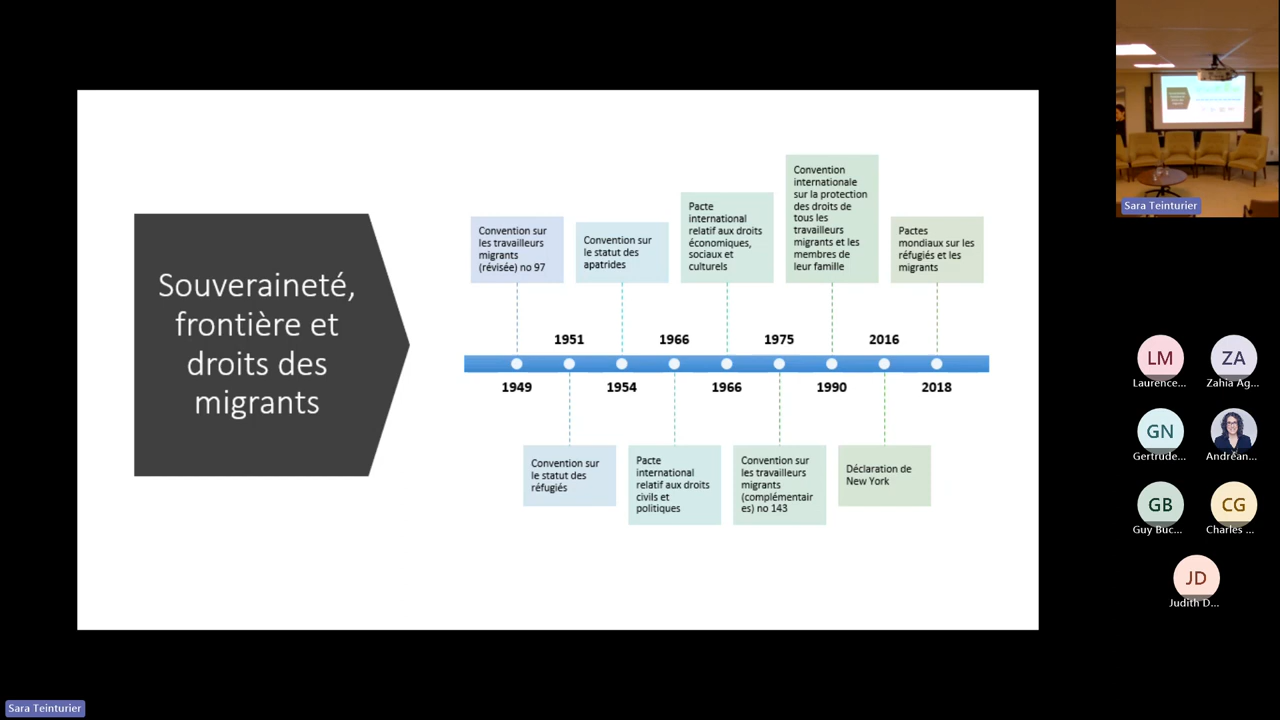 Souveraineté,
frontière et
droits des
migrants
Convention sur
les travailleurs
migrants
(révisée) no 97
Convention sur
le statut des
apatrides
Pacte
international
relatif aux droits
économiques,
sociaux et
culturels
Convention
internationale
sur la protection
des droits de
tous les
travailleurs
migrants et les
membres de
leur famille
Pactes
mondiaux sur les
réfugiés et les
migrants
1951
1966
1975
2016
1949
1954
1966
1990
2018
Convention sur
le statut des
réfugiés
Pacte
international
relatif aux droits
civils et
politiques
Convention sur
les travailleurs
migrants
(complémentair
es) no 143
Déclaration de
New York
Sara Teinturier
LM
Laurence...
ZA
Zahia Ag...
GN
Gertrude...
Andréan...
GB
Guy Buc...
CG
Charles ...
JD
Judith D...
Sara Teinturier